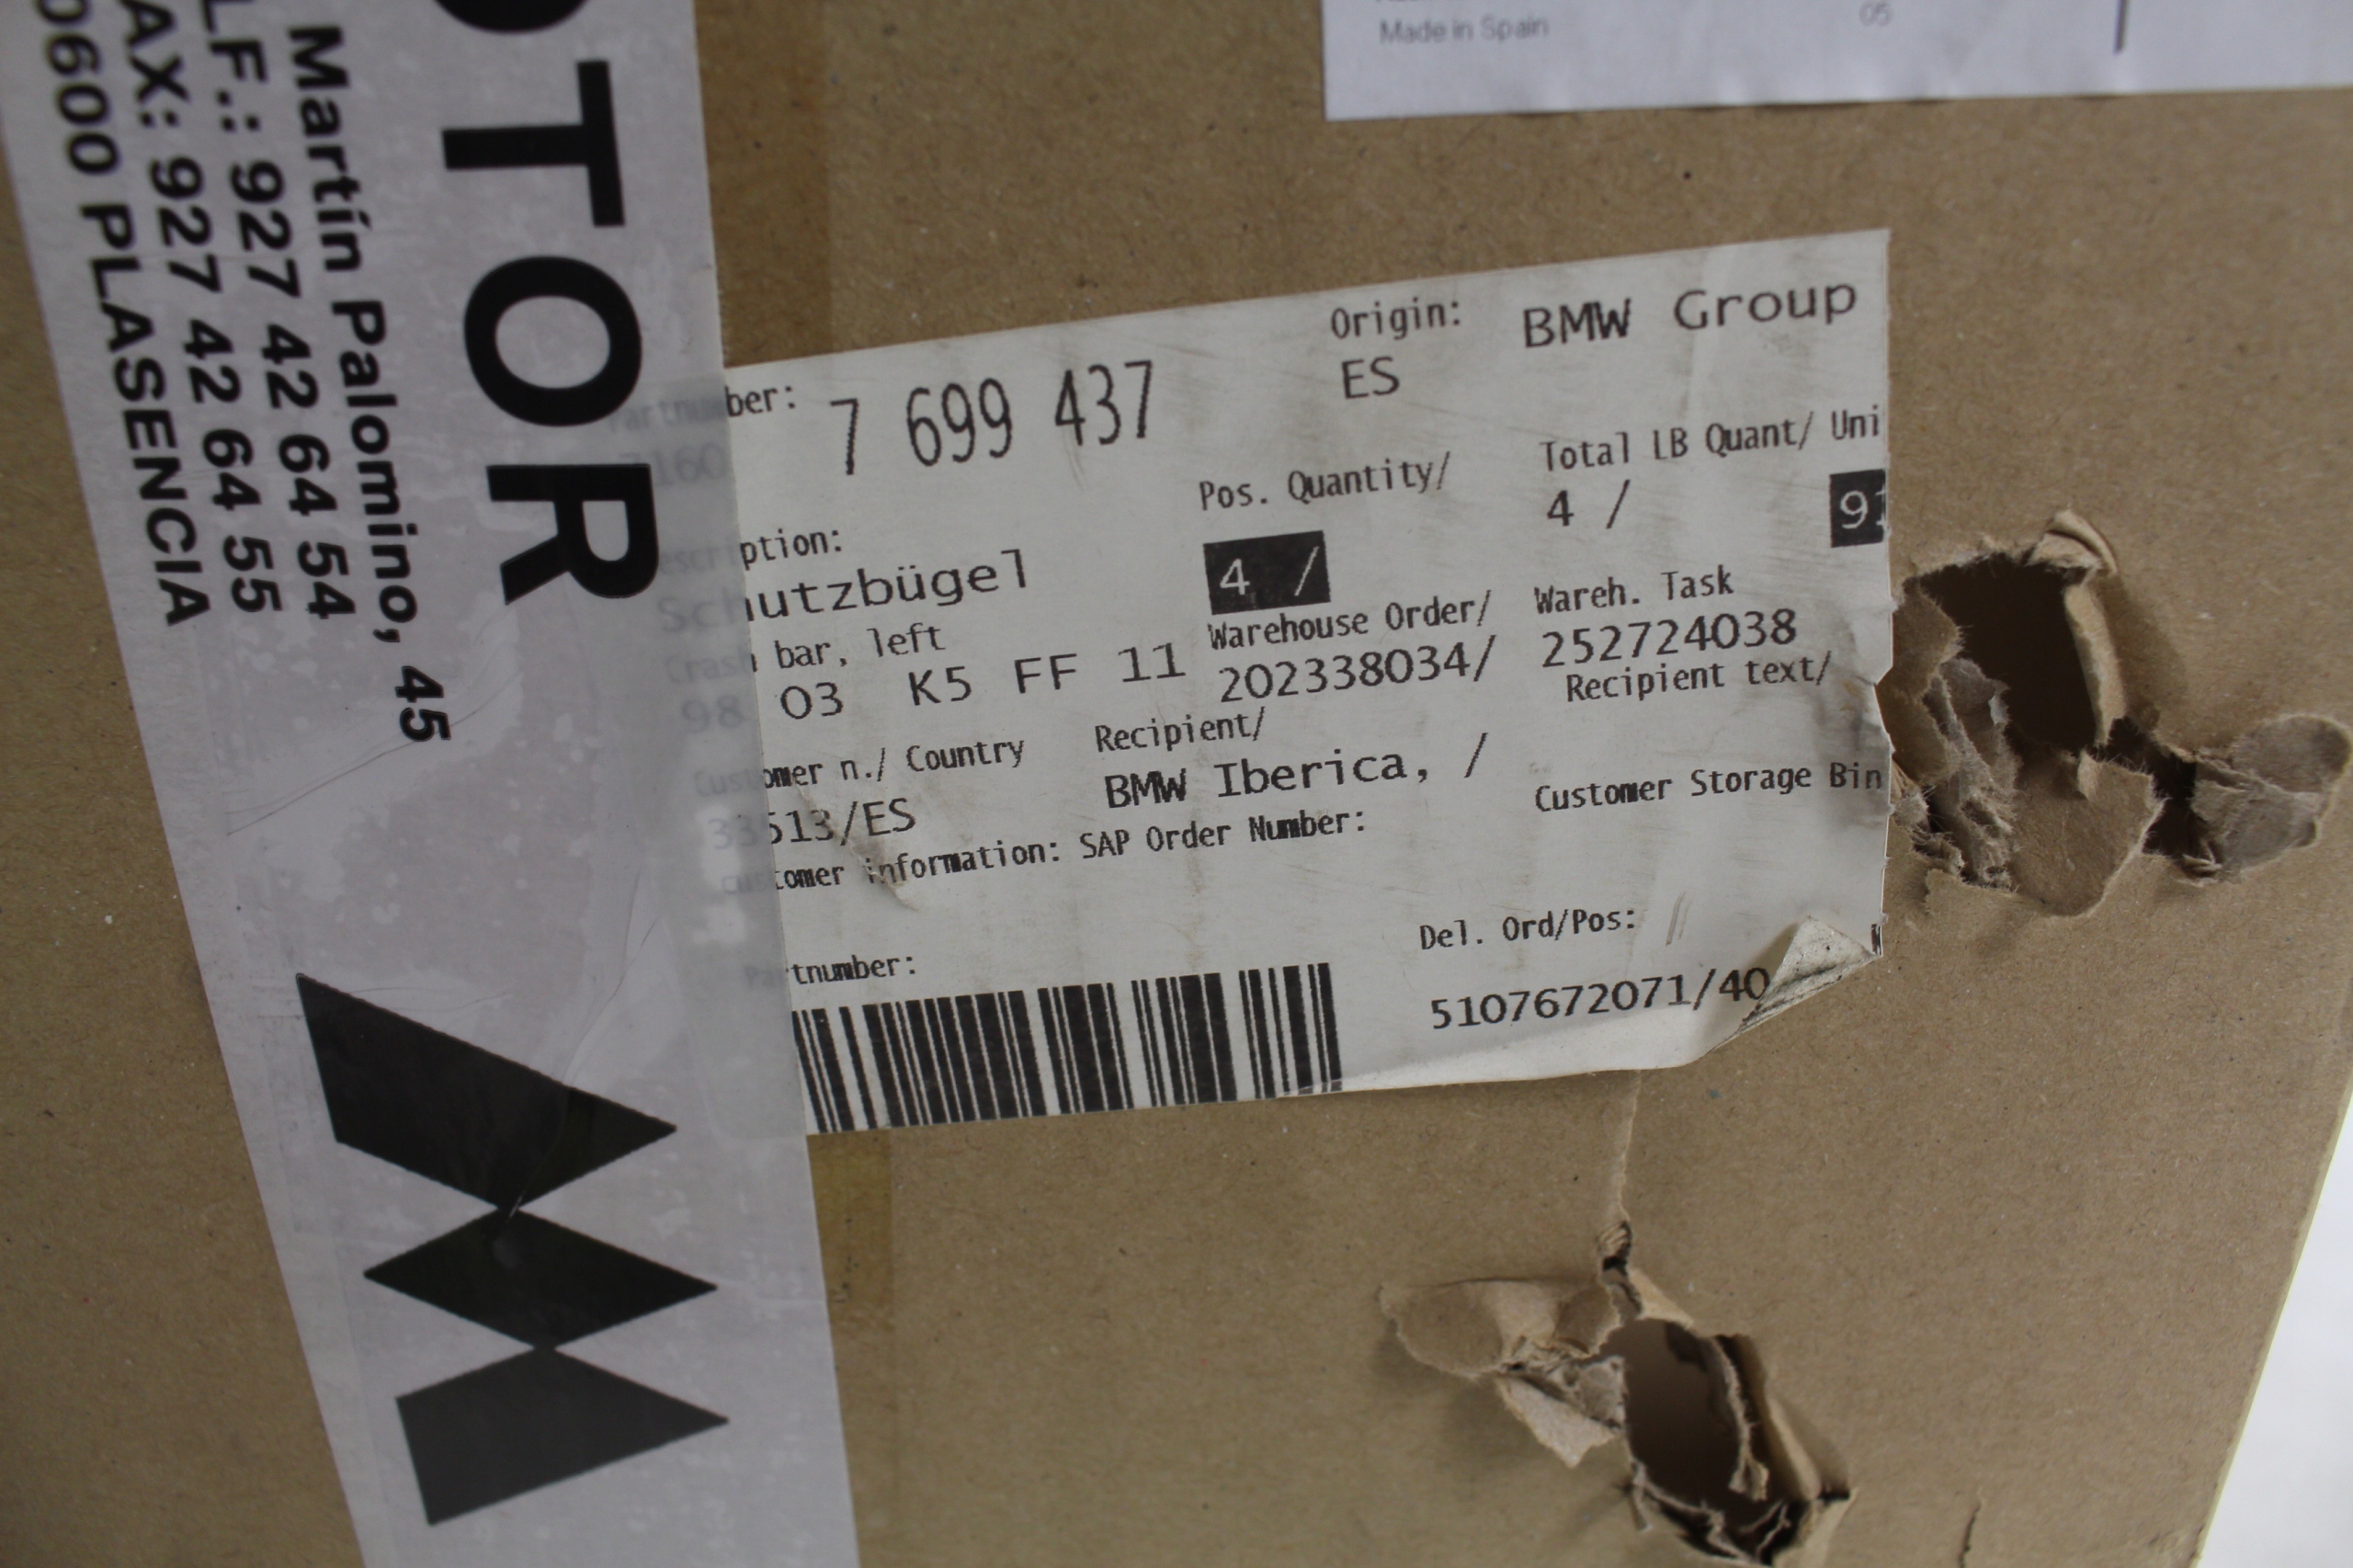 Made in Spain
05
OTOR
Martín Palomino, 45
LF.: 927 42 64 54
AX: 927 42 64 55
0600 PLASENCIA
Partnumber:
7160
7 699 437
Origin:
ES
BMW Group
Description:
Schutzbügel
Crash bar, left
98 03 K5 FF 11
Pos. Quantity/
4 /
Total LB Quant/ Uni
4 /
91
Warehouse Order/
202338034/
Wareh. Task
252724038
Customer n./ Country
33513/ES
Recipient/
BMW Iberica, /
Recipient text/
Customer information: SAP Order Number:
Customer Storage Bin
Partnumber:
Del. Ord/Pos:
5107672071/40